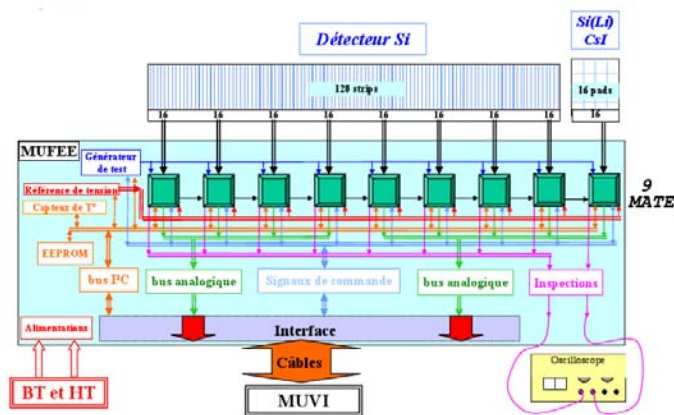 Détecteur Si
Si(Li)
CsI
128 strips
16 pads
16 16 16 16 16 16 16 16 16
MUFEE
Générateur
de test
Référence de tension
Capteur de T°
EEPROM
9
MATE
bus I²C
bus analogique
Signaux de commande
bus analogique
Inspections
Alimentations
Interface
Oscilloscope
Câbles
BT et HT
MUVI